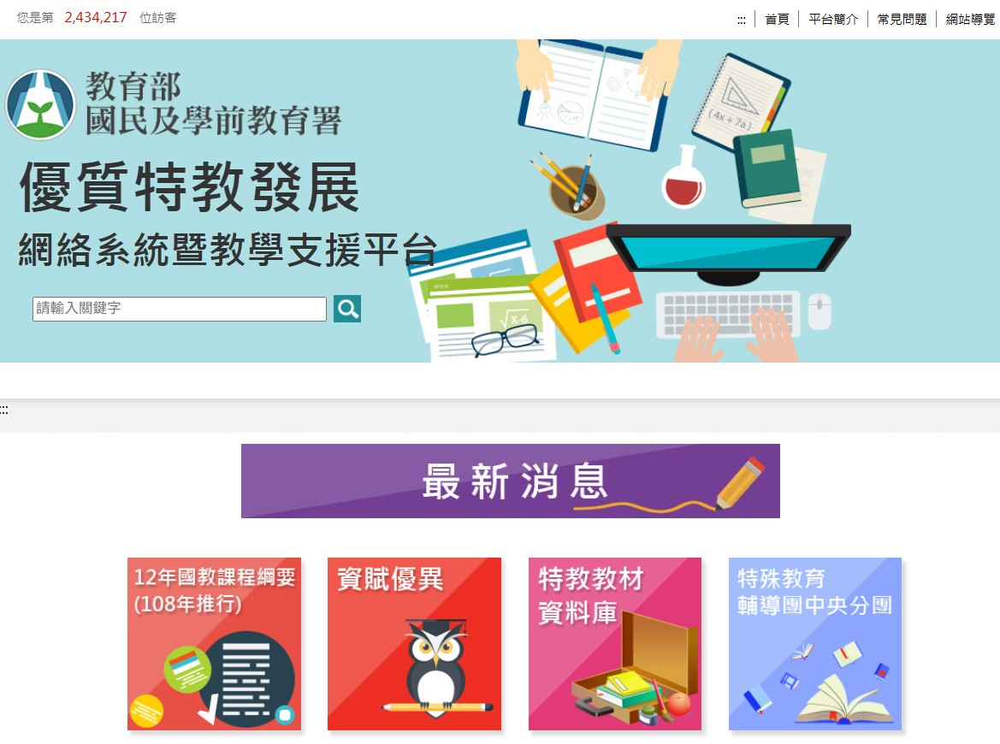 您是第 2,434,217 位訪客
::: 首頁 平台簡介 常見問題 網站導覽
教育部
國民及學前教育署
優質特教發展
網絡系統暨教學支援平台
請輸入關鍵字
(4x + 7a)
www
√x-6
:::
最新消息
12年國教課程綱要
(108年推行)
資賦優異
特教教材
資料庫
特殊教育
輔導團中央分團